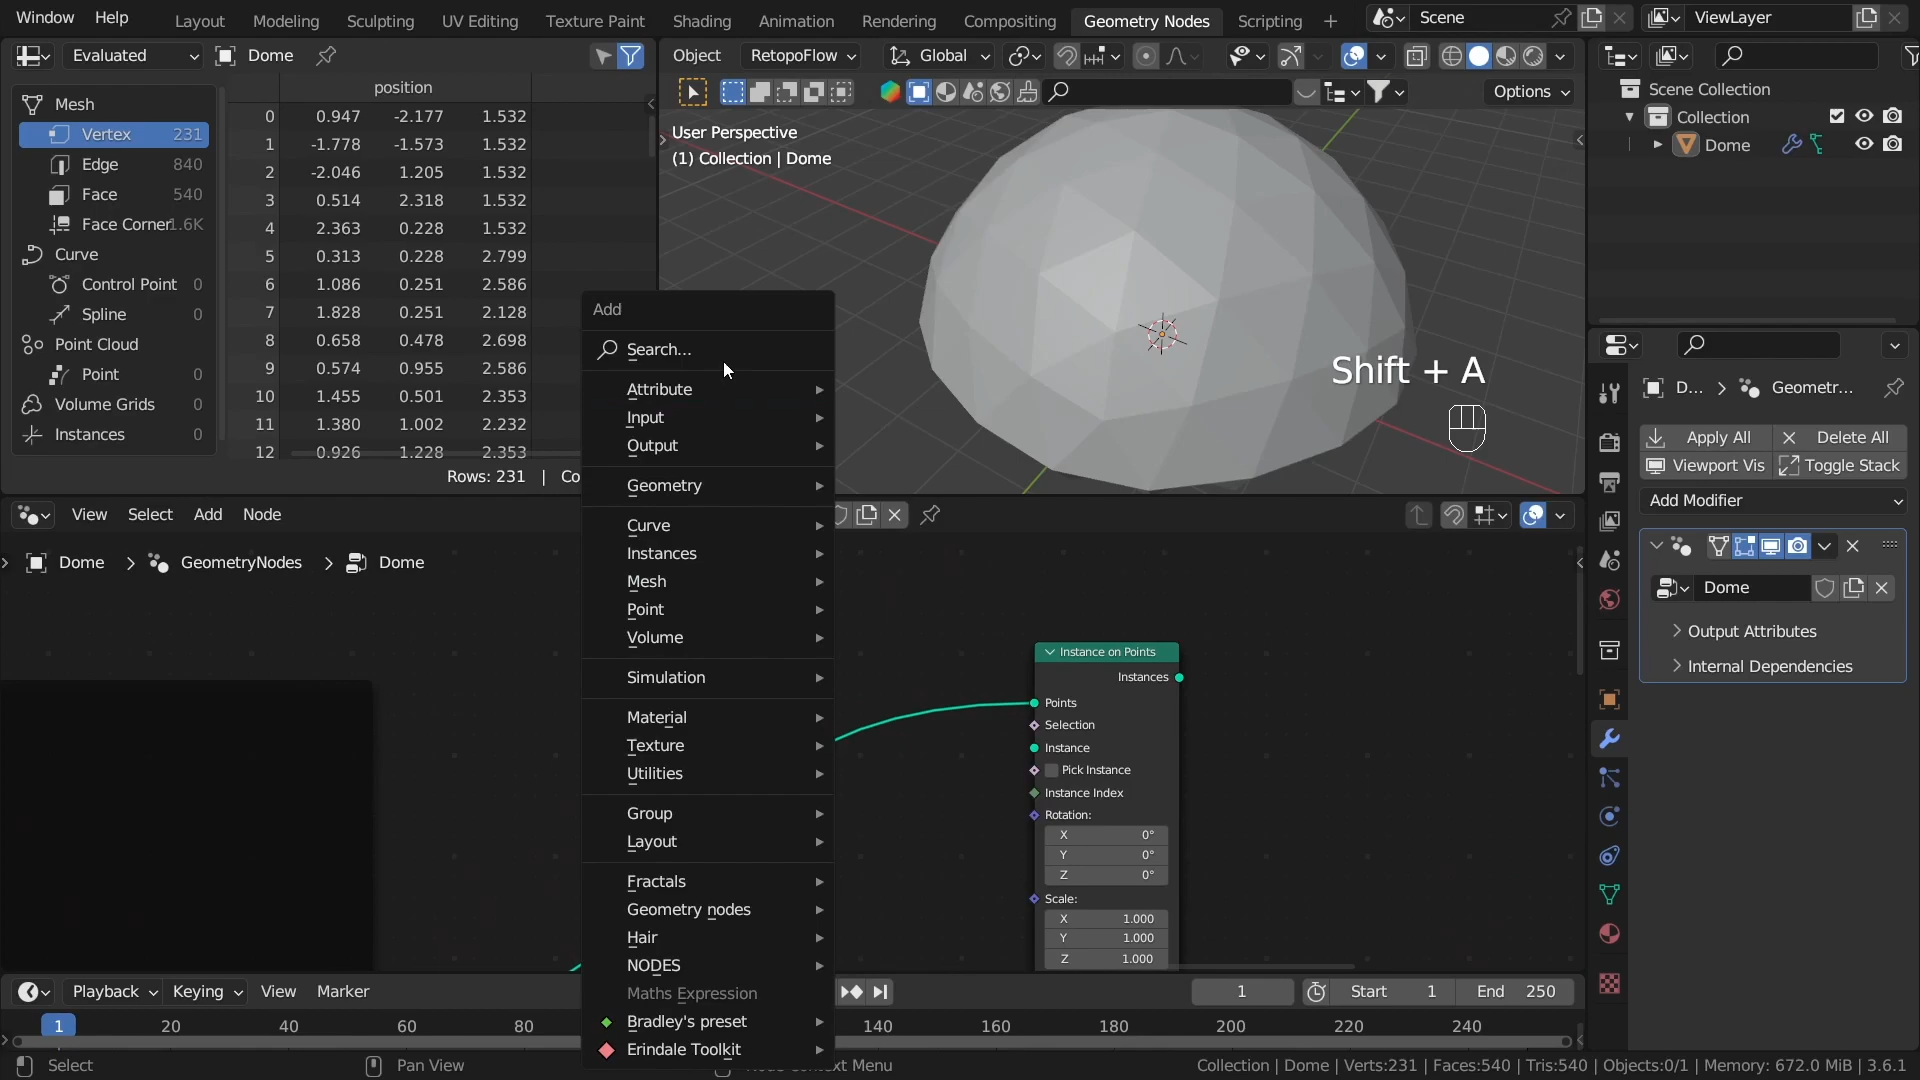 Window Help Layout Modeling Sculpting UV Editing Texture Paint Shading Animation Rendering Compositing Geometry Nodes Scripting Scene ViewLayer
Evaluated Dome
Object RetopoFlow Global
Options
position
Mesh
Vertex 231
Edge 840
Face 540
Face Corner 1.6K
Curve
Control Point 0
Spline 0
Point Cloud
Point 0
Volume Grids 0
Instances 0
0 0.947 -2.177 1.532
1 -1.778 -1.573 1.532
2 -2.046 1.205 1.532
3 0.514 2.318 1.532
4 2.363 0.228 1.532
5 0.313 0.228 2.799
6 1.086 0.251 2.586
7 1.828 0.251 2.128
8 0.658 0.478 2.698
9 0.574 0.955 2.586
10 1.455 0.501 2.353
11 1.380 1.002 2.232
12 0.926 1.228 2.353
Rows: 231 | Co
User Perspective
(1) Collection | Dome
Shift + A
Scene Collection
Collection
Dome
D... Geometr...
Apply All Delete All
Viewport Vis Toggle Stack
Add Modifier
Dome
Output Attributes
Internal Dependencies
View Select Add Node
Dome GeometryNodes Dome
Add
Search...
Attribute
Input
Output
Geometry
Curve
Instances
Mesh
Point
Volume
Simulation
Material
Texture
Utilities
Group
Layout
Fractals
Geometry nodes
Hair
NODES
Maths Expression
Bradley's preset
Erindale Toolkit
Instance on Points
Instances
Points
Selection
Instance
Pick Instance
Instance Index
Rotation:
X 0°
Y 0°
Z 0°
Scale:
X 1.000
Y 1.000
Z 1.000
Playback Keying View Marker 1 Start 1 End 250
1 20 40 60 80 140 160 180 200 220 240
Select Pan View Context Menu Collection | Dome | Verts:231 | Faces:540 | Tris:540 | Objects:0/1 | Memory: 672.0 MiB | 3.6.1